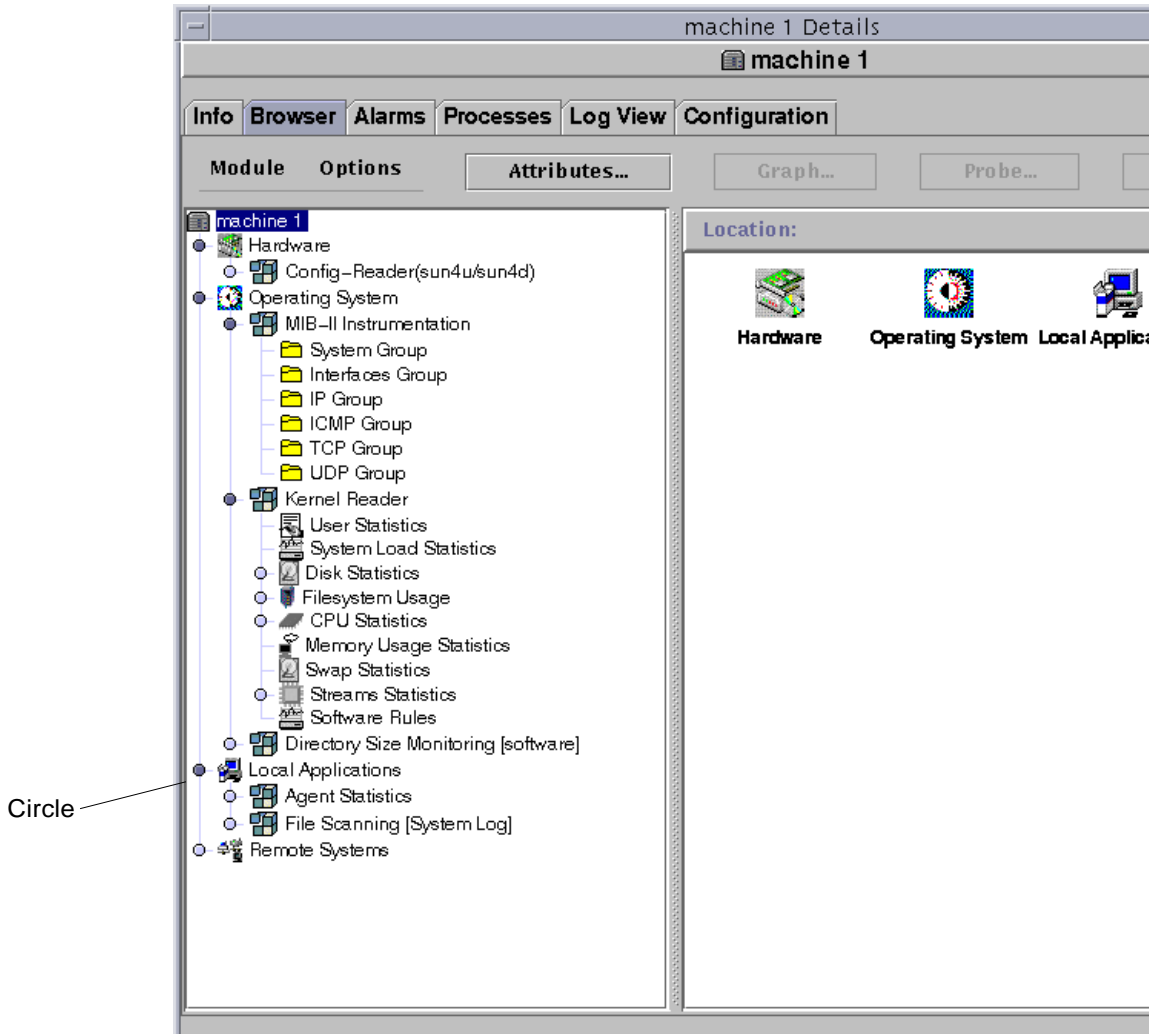 machine 1 Details
machine 1
Info Browser Alarms Processes Log View Configuration
Module Options Attributes... Graph... Probe...
machine 1
Hardware
Config-Reader(sun4u/sun4d)
Operating System
MIB-II Instrumentation
System Group
Interfaces Group
IP Group
ICMP Group
TCP Group
UDP Group
Kernel Reader
User Statistics
System Load Statistics
Disk Statistics
Filesystem Usage
CPU Statistics
Memory Usage Statistics
Swap Statistics
Streams Statistics
Software Rules
Directory Size Monitoring [software]
Local Applications
Agent Statistics
File Scanning [System Log]
Remote Systems
Circle
Location:
Hardware Operating System Local Applica